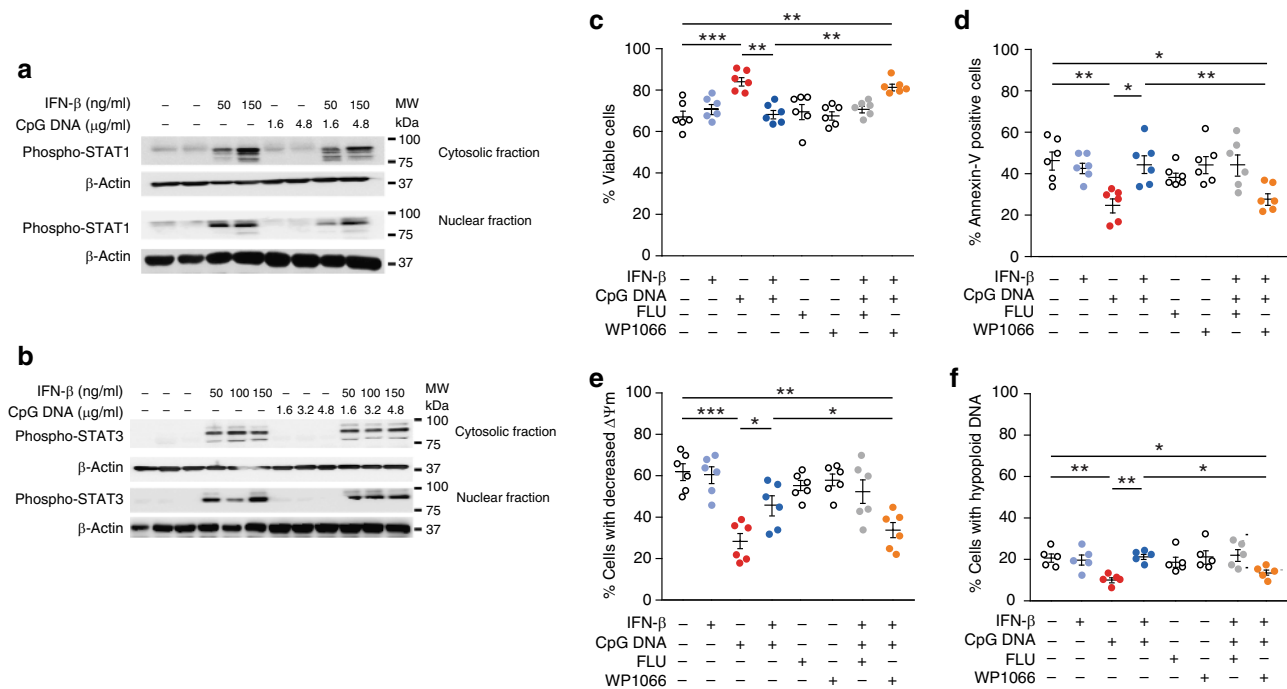 a
IFN-β (ng/ml) – – 50 150 – – 50 150 MW
CpG DNA (μg/ml) – – – – 1.6 4.8 1.6 4.8 kDa
Phospho-STAT1 100 75 Cytosolic fraction
β-Actin 37
Phospho-STAT1 100 75 Nuclear fraction
β-Actin 37
b
IFN-β (ng/ml) – – – 50 100 150 – – – 50 100 150 MW
CpG DNA (μg/ml) – – – – – – 1.6 3.2 4.8 1.6 3.2 4.8 kDa
Phospho-STAT3 100 75 Cytosolic fraction
β-Actin 37
Phospho-STAT3 100 75 Nuclear fraction
β-Actin 37
c
**
*** ** **
% Viable cells
100
80
60
40
20
0
IFN-β – + – + – – + +
CpG DNA – – + + – – + +
FLU – – – – + – + –
WP1066 – – – – – + – +
d
*
** * **
% Annexin-V positive cells
100
80
60
40
20
0
IFN-β – + – + – – + +
CpG DNA – – + + – – + +
FLU – – – – + – + –
WP1066 – – – – – + – +
e
**
*** * *
% Cells with decreased ΔΨm
100
80
60
40
20
0
IFN-β – + – + – – + +
CpG DNA – – + + – – + +
FLU – – – – + – + –
WP1066 – – – – – + – +
f
*
** ** *
% Cells with hypoploid DNA
100
80
60
40
20
0
IFN-β – + – + – – + +
CpG DNA – – + + – – + +
FLU – – – – + – + –
WP1066 – – – – – + – +